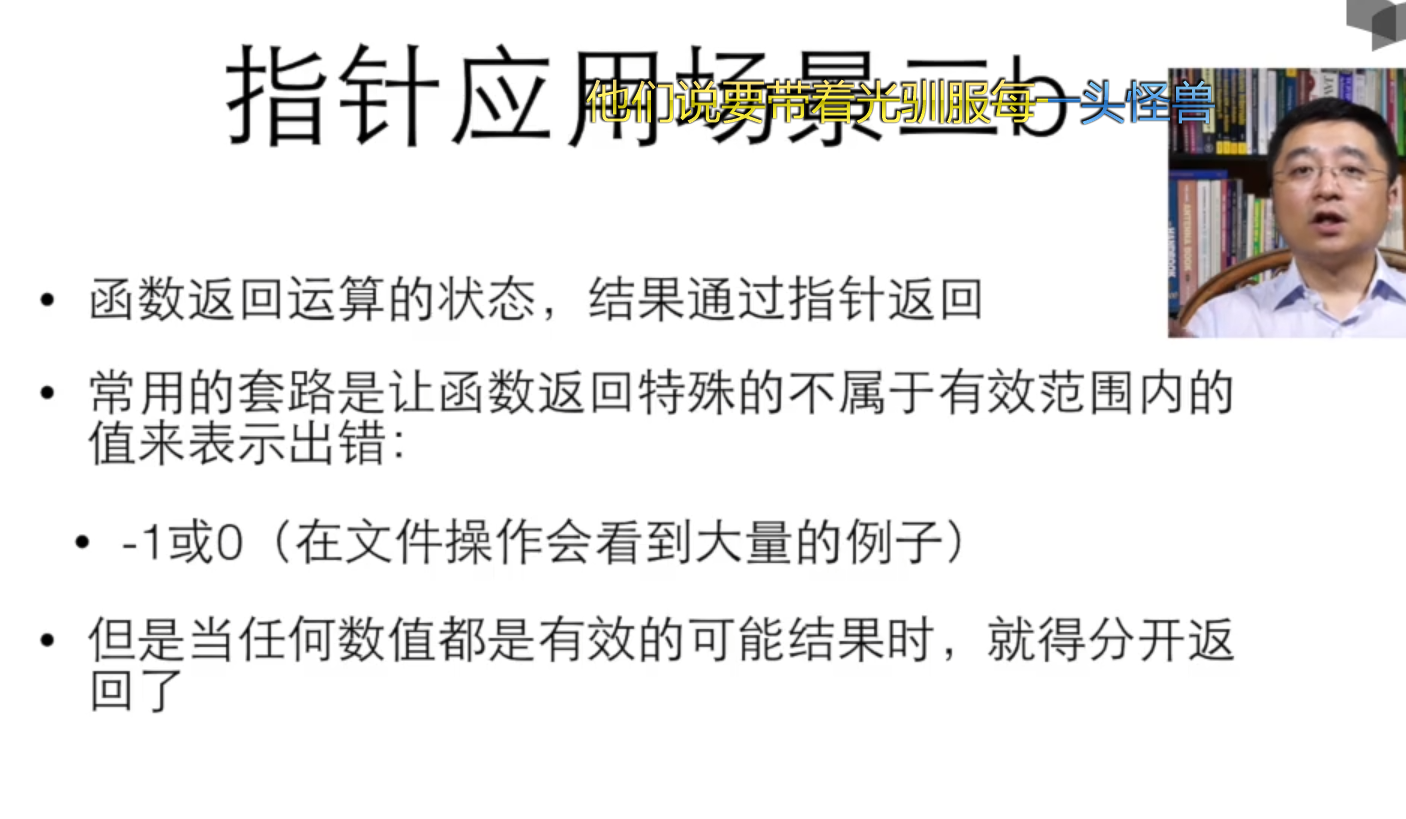 指针应用场景二b
他们说要带着光驯服每一头怪兽
• 函数返回运算的状态，结果通过指针返回
• 常用的套路是让函数返回特殊的不属于有效范围内的
值来表示出错：
• -1或0（在文件操作会看到大量的例子）
• 但是当任何数值都是有效的可能结果时，就得分开返
回了